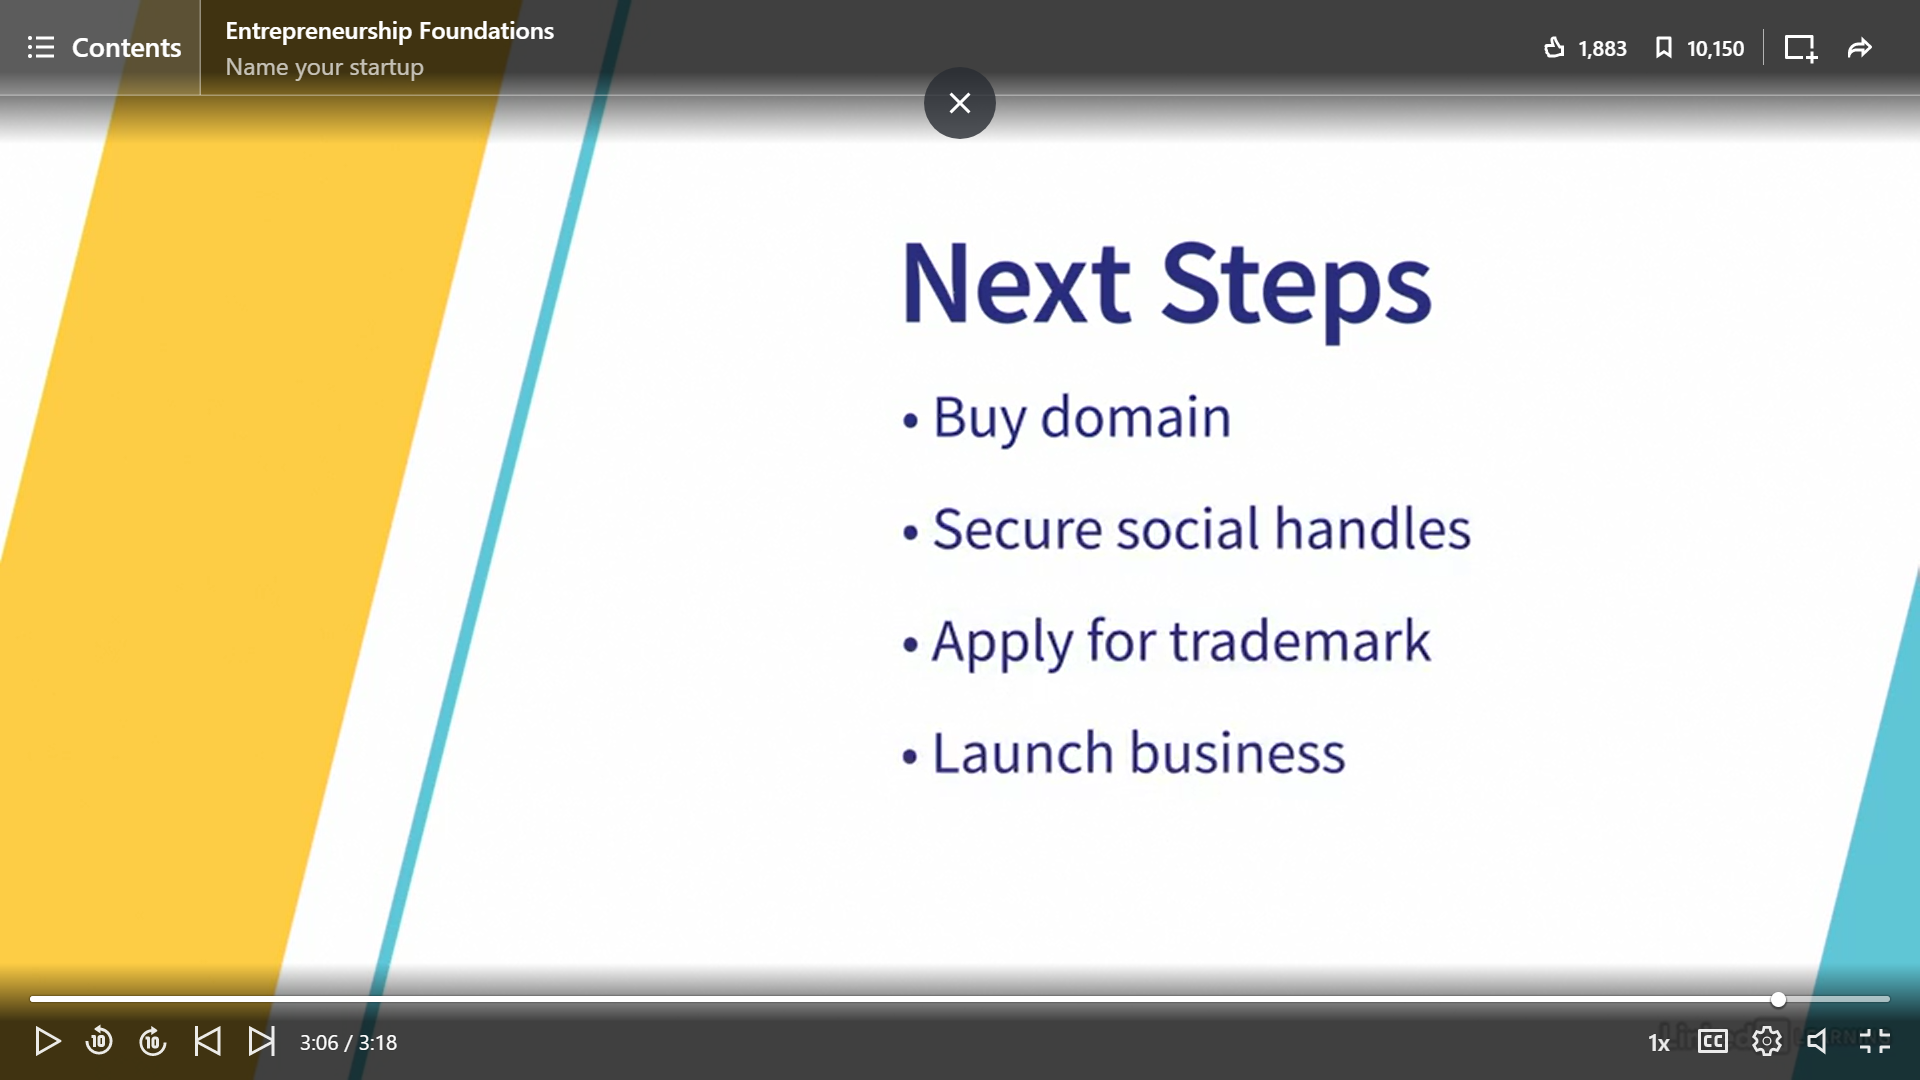 Contents
Entrepreneurship Foundations
Name your startup
1,883
10,150
Next Steps
• Buy domain
• Secure social handles
• Apply for trademark
• Launch business
10
10
3:06 / 3:18
1x
CC